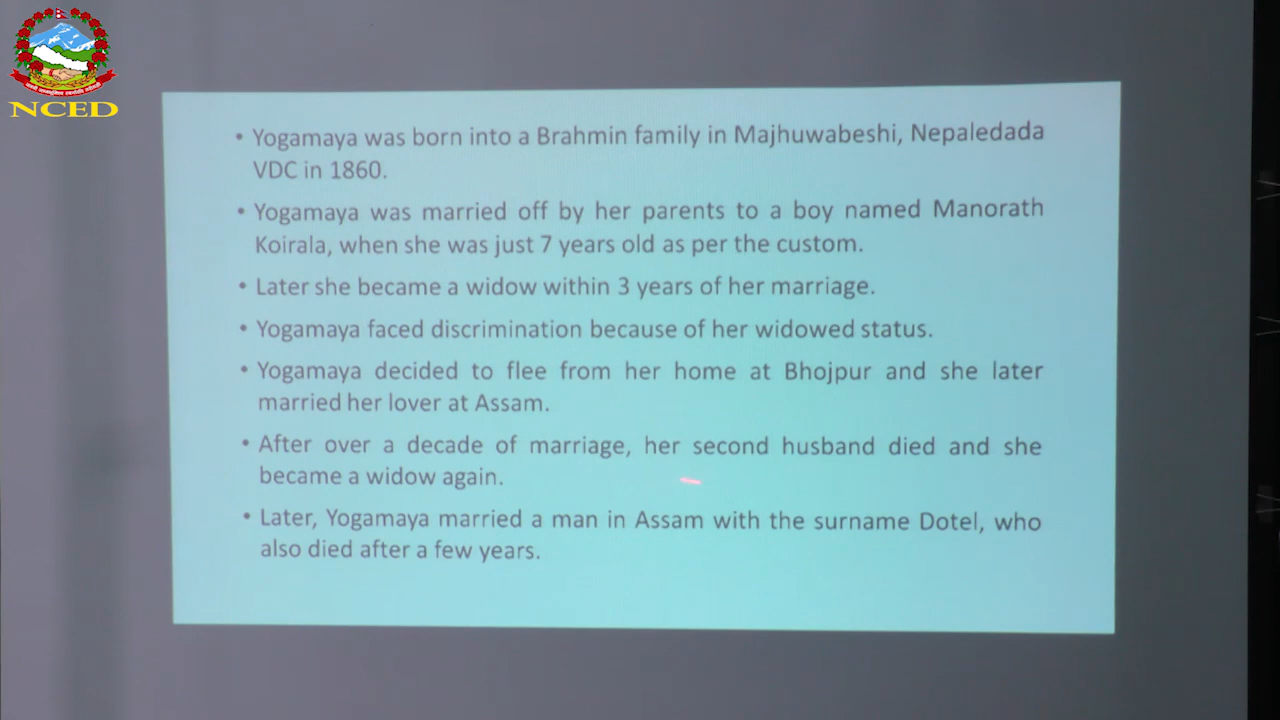 NCED
• Yogamaya was born into a Brahmin family in Majhuwabeshi, Nepaledada
VDC in 1860.
• Yogamaya was married off by her parents to a boy named Manorath
Koirala, when she was just 7 years old as per the custom.
• Later she became a widow within 3 years of her marriage.
• Yogamaya faced discrimination because of her widowed status.
• Yogamaya decided to flee from her home at Bhojpur and she later
married her lover at Assam.
• After over a decade of marriage, her second husband died and she
became a widow again.
• Later, Yogamaya married a man in Assam with the surname Dotel, who
also died after a few years.